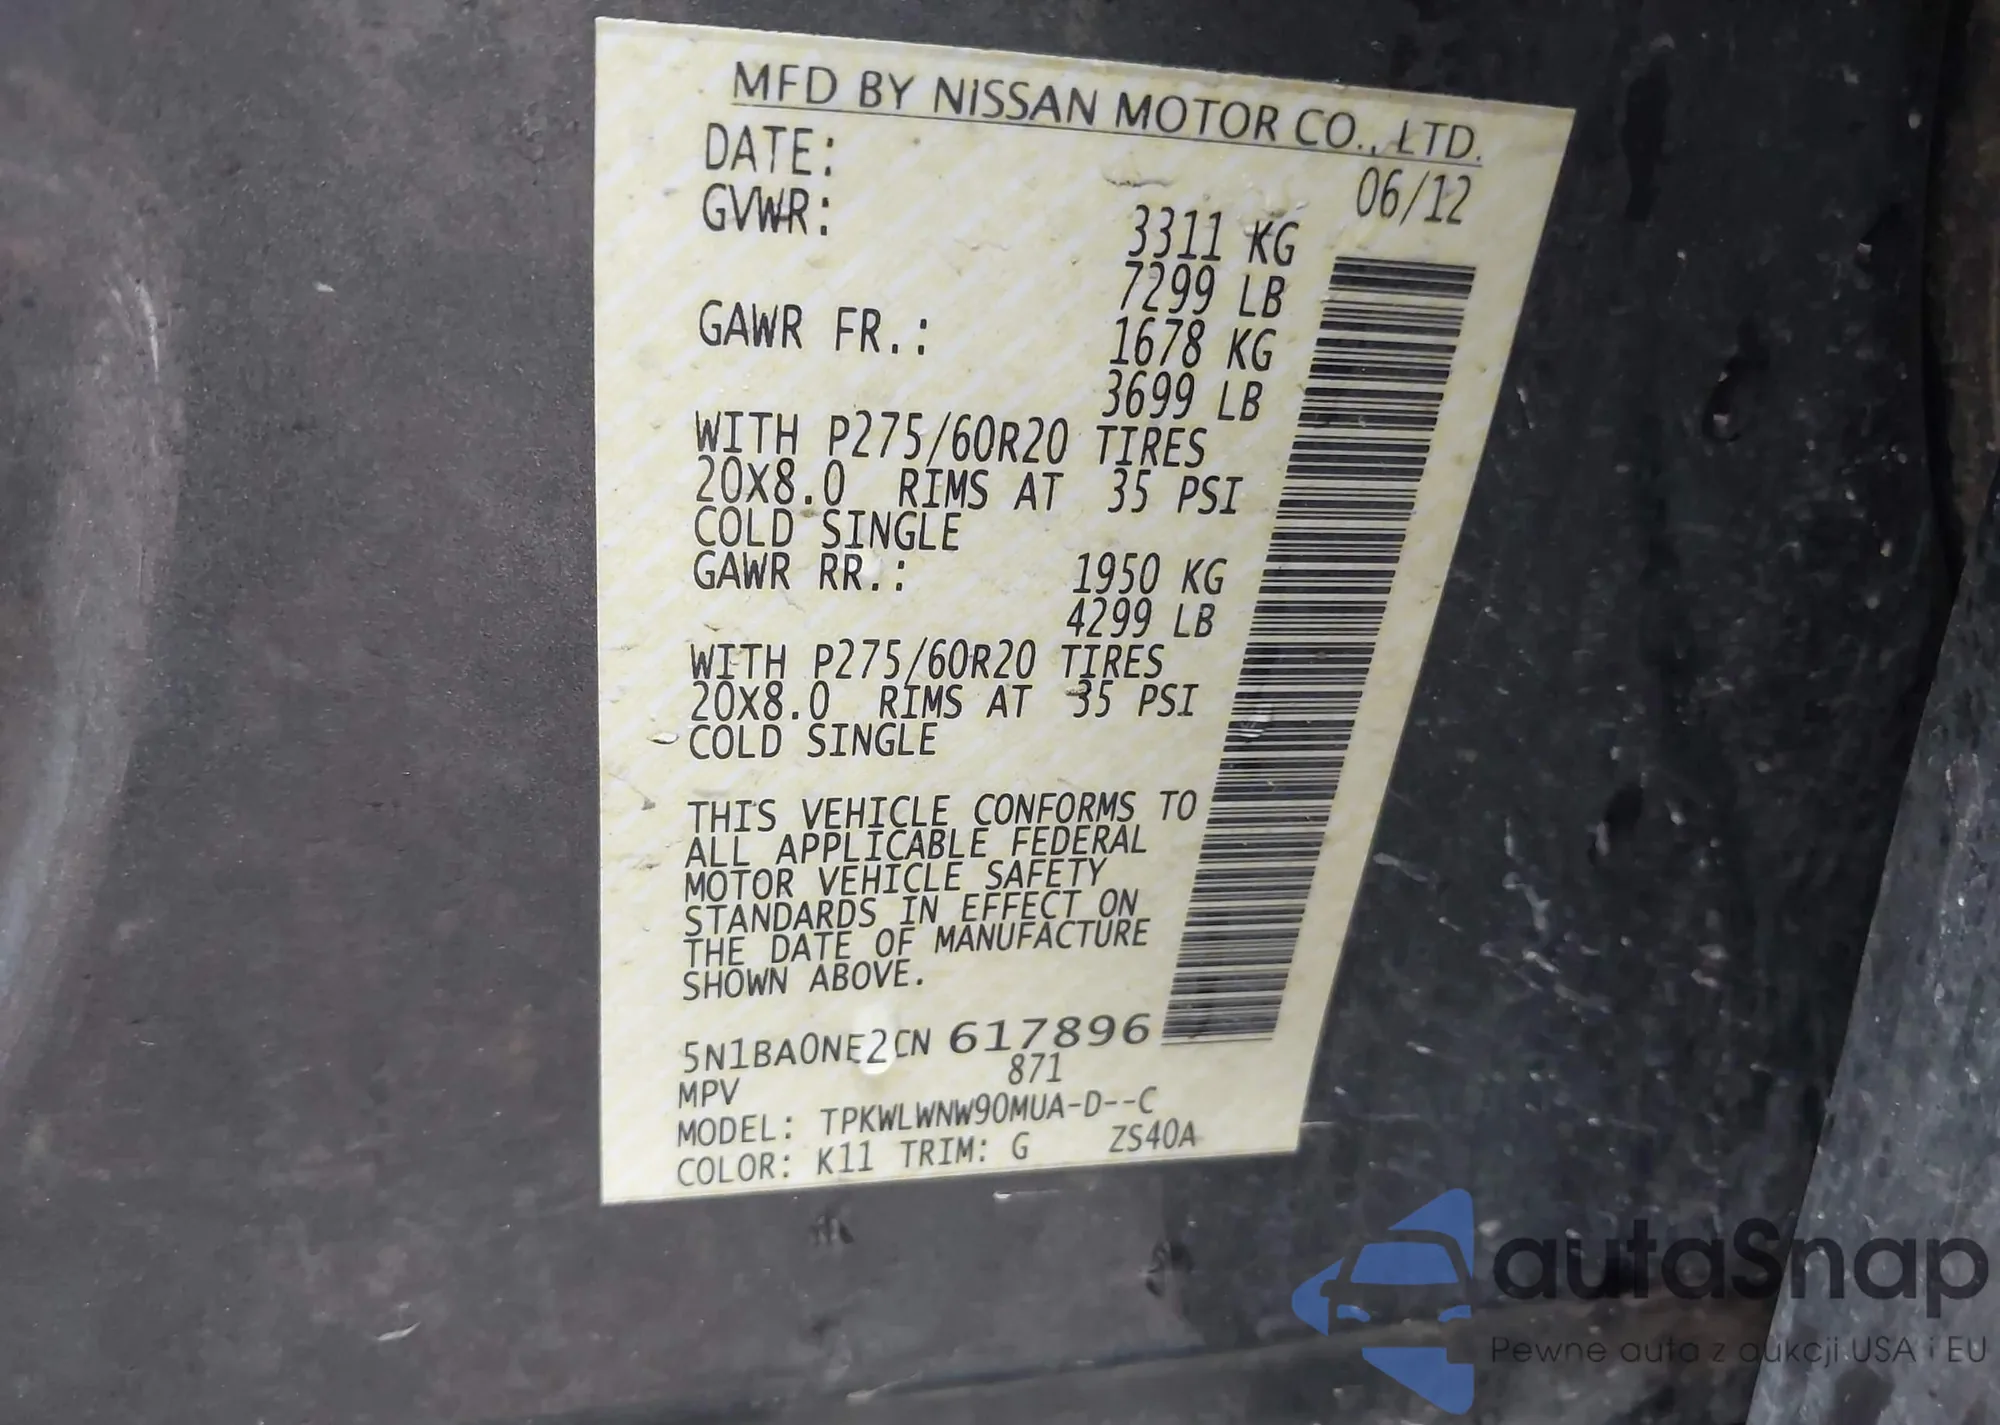 MFD BY NISSAN MOTOR CO., LTD.
DATE: 06/12
GVWR: 3311 KG
7299 LB
GAWR FR.: 1678 KG
3699 LB
WITH P275/60R20 TIRES
20X8.0 RIMS AT 35 PSI
COLD SINGLE
GAWR RR.: 1950 KG
4299 LB
WITH P275/60R20 TIRES
20X8.0 RIMS AT 35 PSI
COLD SINGLE
THIS VEHICLE CONFORMS TO
ALL APPLICABLE FEDERAL
MOTOR VEHICLE SAFETY
STANDARDS IN EFFECT ON
THE DATE OF MANUFACTURE
SHOWN ABOVE.
5N1BA0NE2CN 617896
MPV 871
MODEL: TPKWLWNW90MUA-D--C
COLOR: K11 TRIM: G ZS40A
autaSnap
Pewne auta z aukcji USA i EU